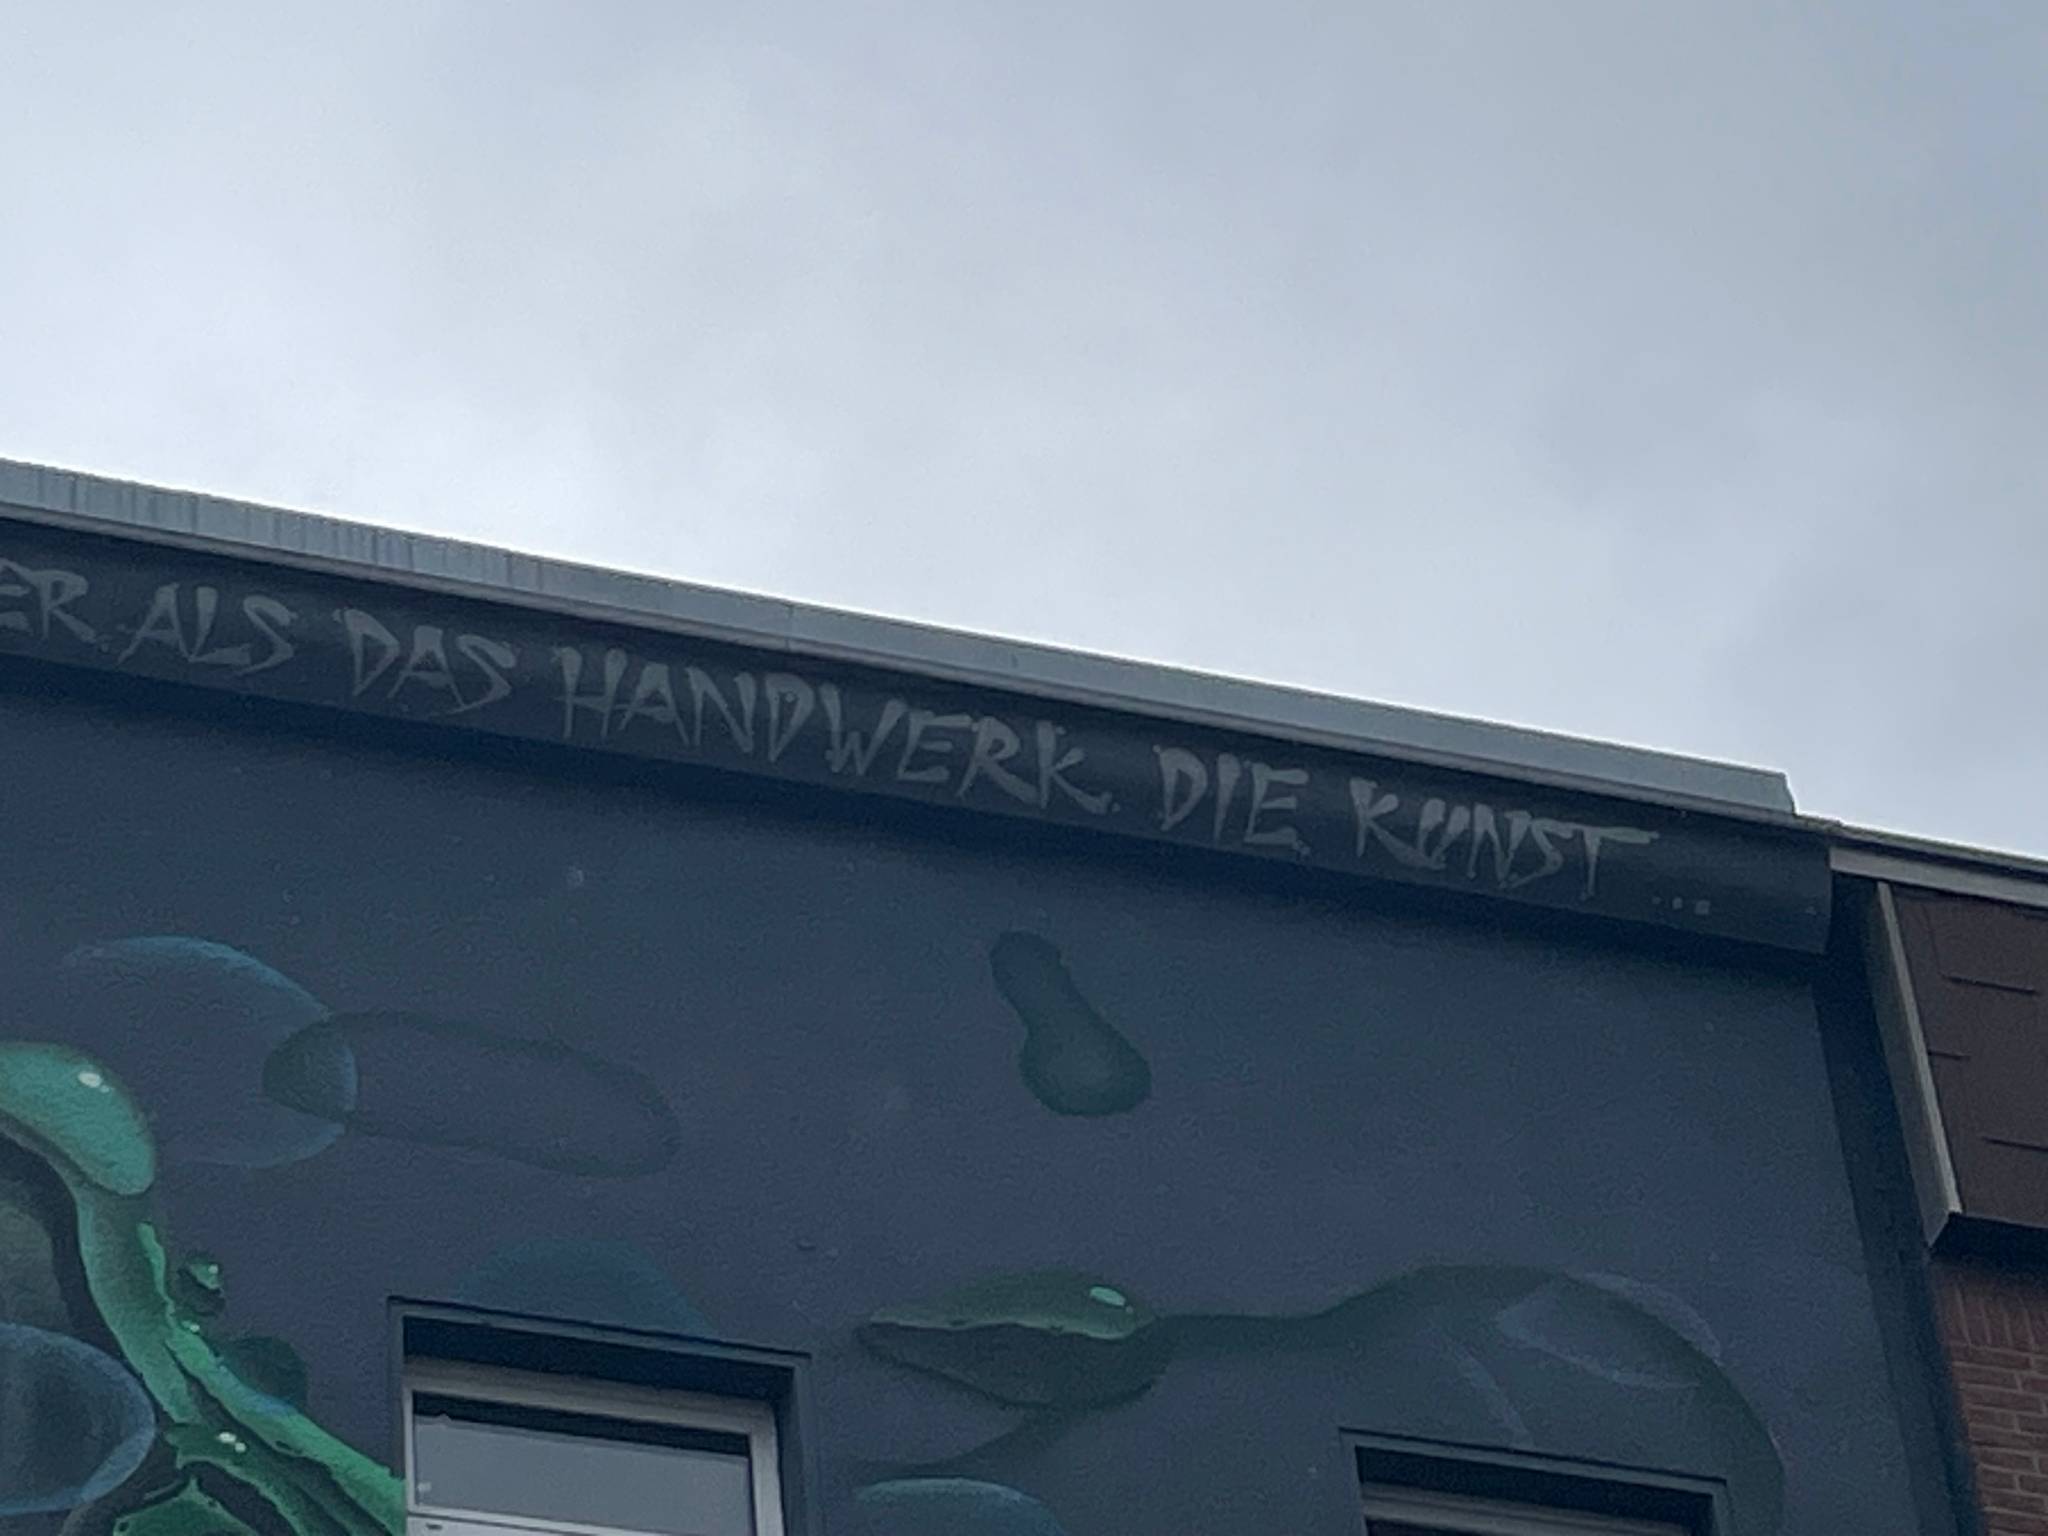 ER ALS DAS HANDWERK. DIE KUNST ...